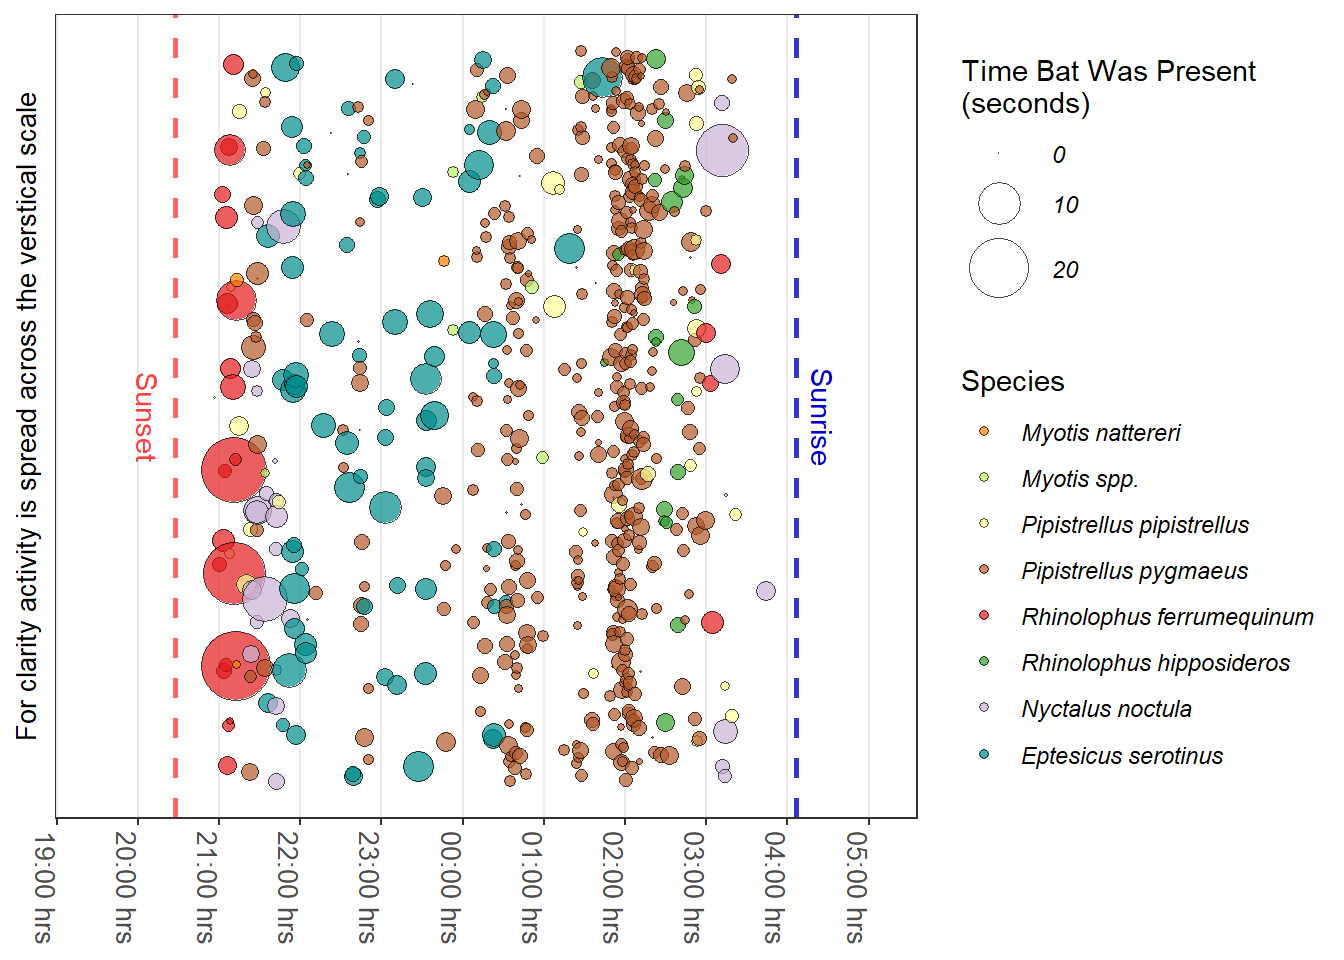 For clarity activity is spread across the verstical scale
Sunset
Sunrise
19:00 hrs
20:00 hrs
21:00 hrs
22:00 hrs
23:00 hrs
00:00 hrs
01:00 hrs
02:00 hrs
03:00 hrs
04:00 hrs
05:00 hrs
Time Bat Was Present
(seconds)
0
10
20
Species
Myotis nattereri
Myotis spp.
Pipistrellus pipistrellus
Pipistrellus pygmaeus
Rhinolophus ferrumequinum
Rhinolophus hipposideros
Nyctalus noctula
Eptesicus serotinus